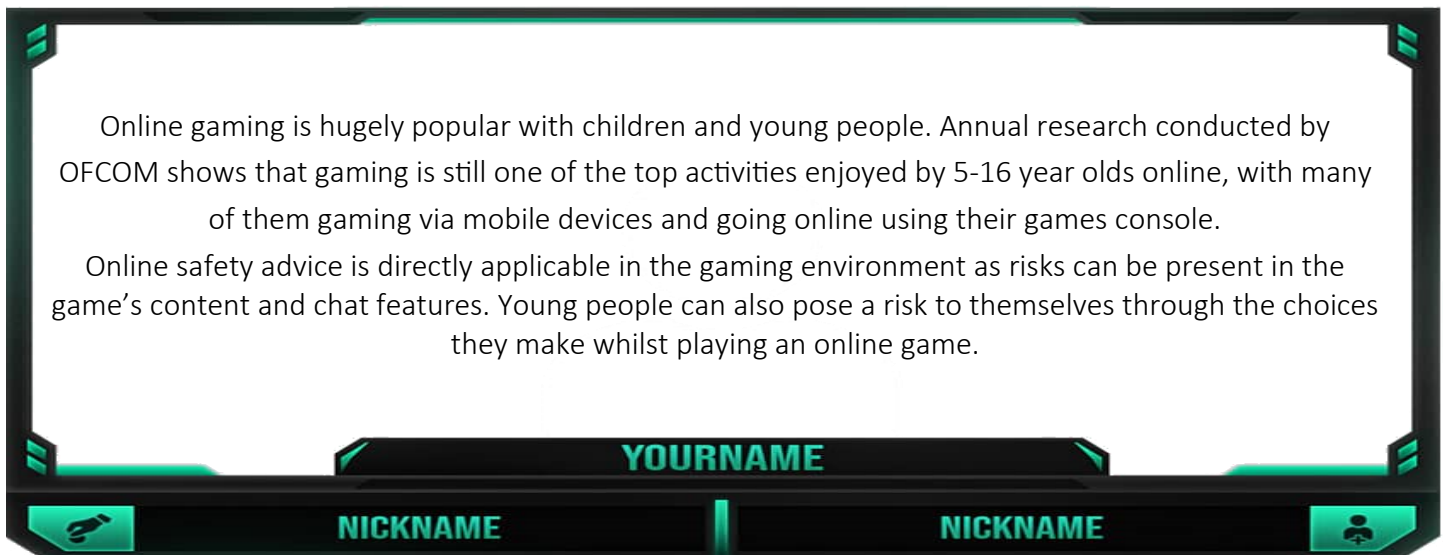 Online gaming is hugely popular with children and young people. Annual research conducted by
OFCOM shows that gaming is still one of the top activities enjoyed by 5-16 year olds online, with many
of them gaming via mobile devices and going online using their games console.
Online safety advice is directly applicable in the gaming environment as risks can be present in the
game’s content and chat features. Young people can also pose a risk to themselves through the choices
they make whilst playing an online game.
YOURNAME
NICKNAME
NICKNAME